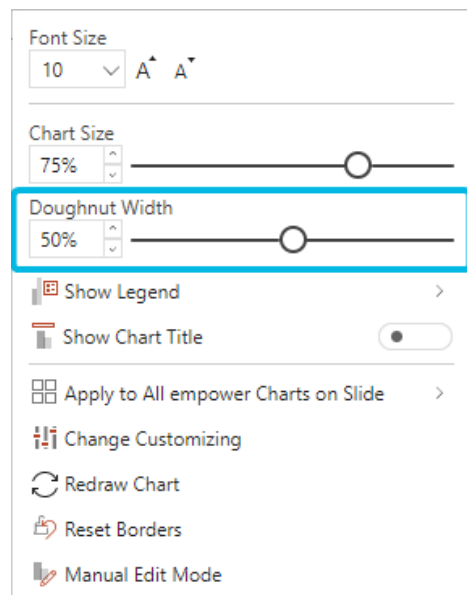 Font Size
10 A A
Chart Size
75%
Doughnut Width
50%
Show Legend
Show Chart Title
Apply to All empower Charts on Slide
Change Customizing
Redraw Chart
Reset Borders
Manual Edit Mode